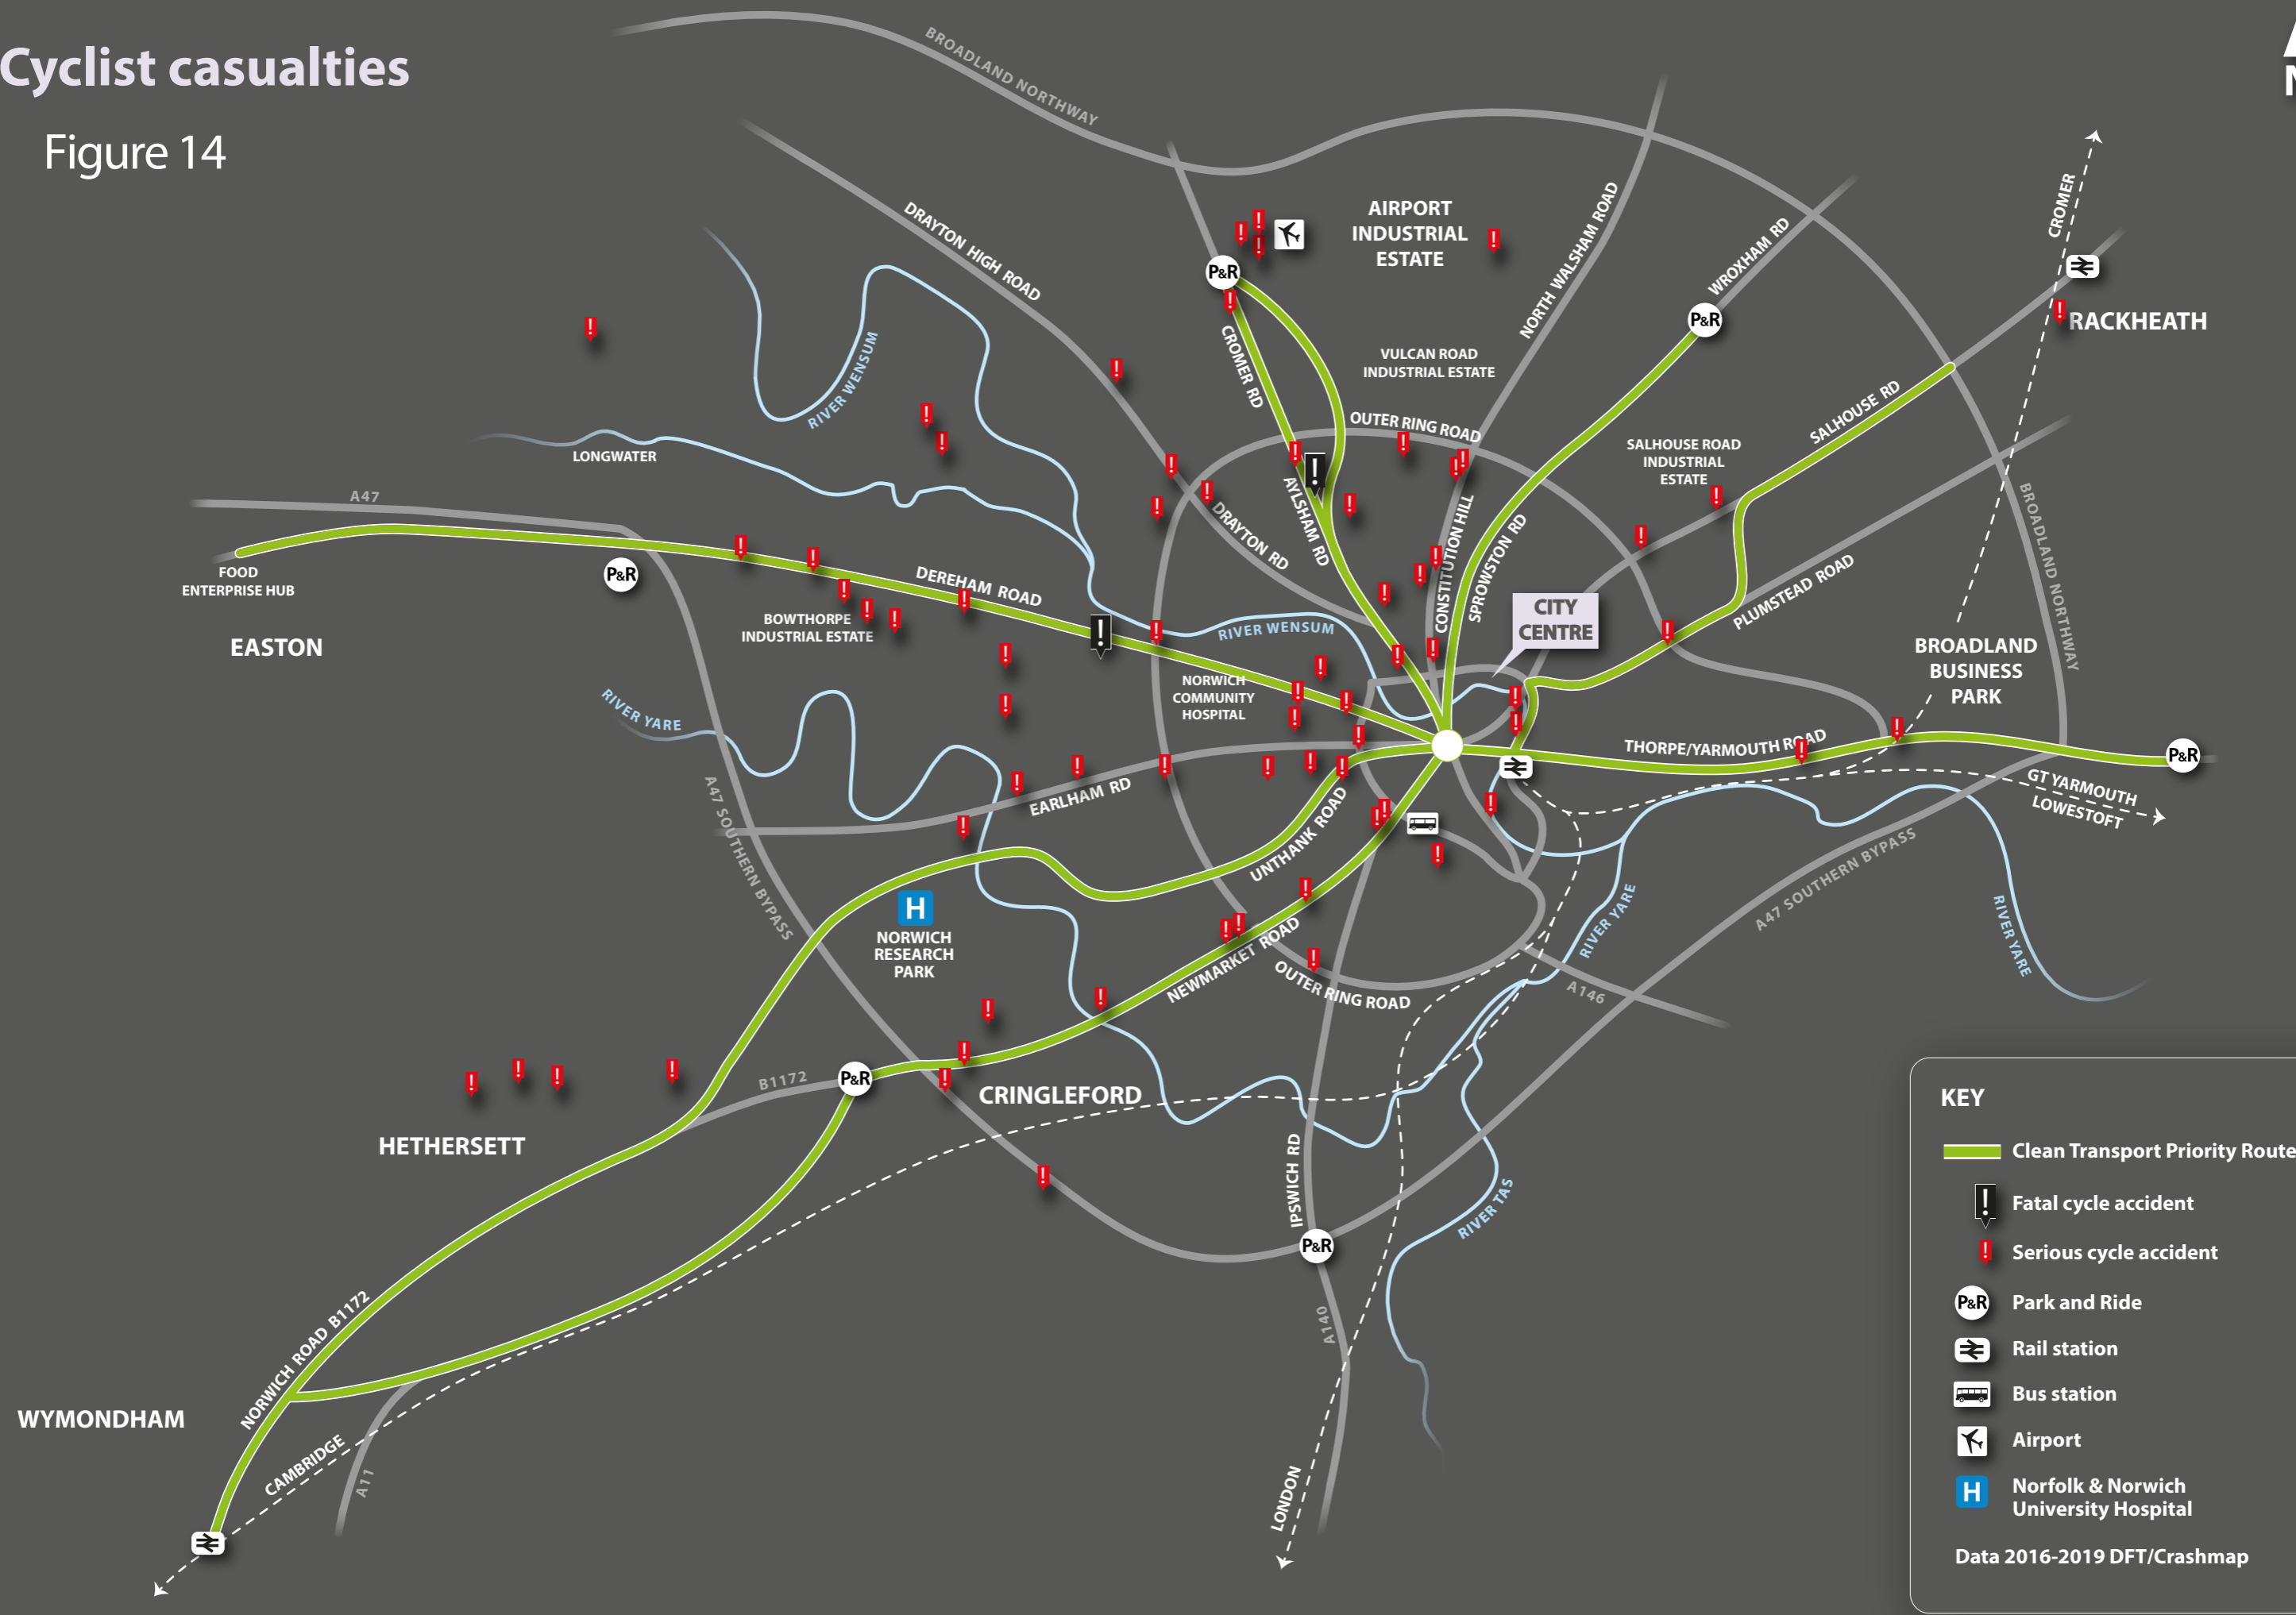 Cyclist casualties
Figure 14
BROADLAND NORTHWAY
DRAYTON HIGH ROAD
AIRPORT
INDUSTRIAL
ESTATE
NORTH WALSHAM ROAD
WROXHAM RD
CROMER
P&R
P&R
RACKHEATH
RIVER WENSUM
CROMER RD
VULCAN ROAD
INDUSTRIAL ESTATE
OUTER RING ROAD
SALHOUSE ROAD
INDUSTRIAL
ESTATE
SALHOUSE RD
LONGWATER
A47
AYLSHAM RD
DRAYTON RD
CONSTITUTION HILL
SPROWSTON RD
BROADLAND NORTHWAY
FOOD
ENTERPRISE HUB
P&R
DEREHAM ROAD
BOWTHORPE
INDUSTRIAL ESTATE
EASTON
RIVER WENSUM
CITY
CENTRE
PLUMSTEAD ROAD
BROADLAND
BUSINESS
PARK
RIVER YARE
NORWICH
COMMUNITY
HOSPITAL
THORPE/YARMOUTH ROAD
P&R
GT YARMOUTH
LOWESTOFT
A47 SOUTHERN BYPASS
EARLHAM RD
UNTHANK ROAD
A47 SOUTHERN BYPASS
RIVER YARE
RIVER YARE
H
NORWICH
RESEARCH
PARK
NEWMARKET ROAD
OUTER RING ROAD
A146
B1172
P&R
CRINGLEFORD
HETHERSETT
IPSWICH RD
RIVER TAS
P&R
A140
NORWICH ROAD B1172
WYMONDHAM
CAMBRIDGE
A11
LONDON
KEY
Clean Transport Priority Route
Fatal cycle accident
Serious cycle accident
P&R Park and Ride
Rail station
Bus station
Airport
H Norfolk & Norwich
University Hospital
Data 2016-2019 DFT/Crashmap